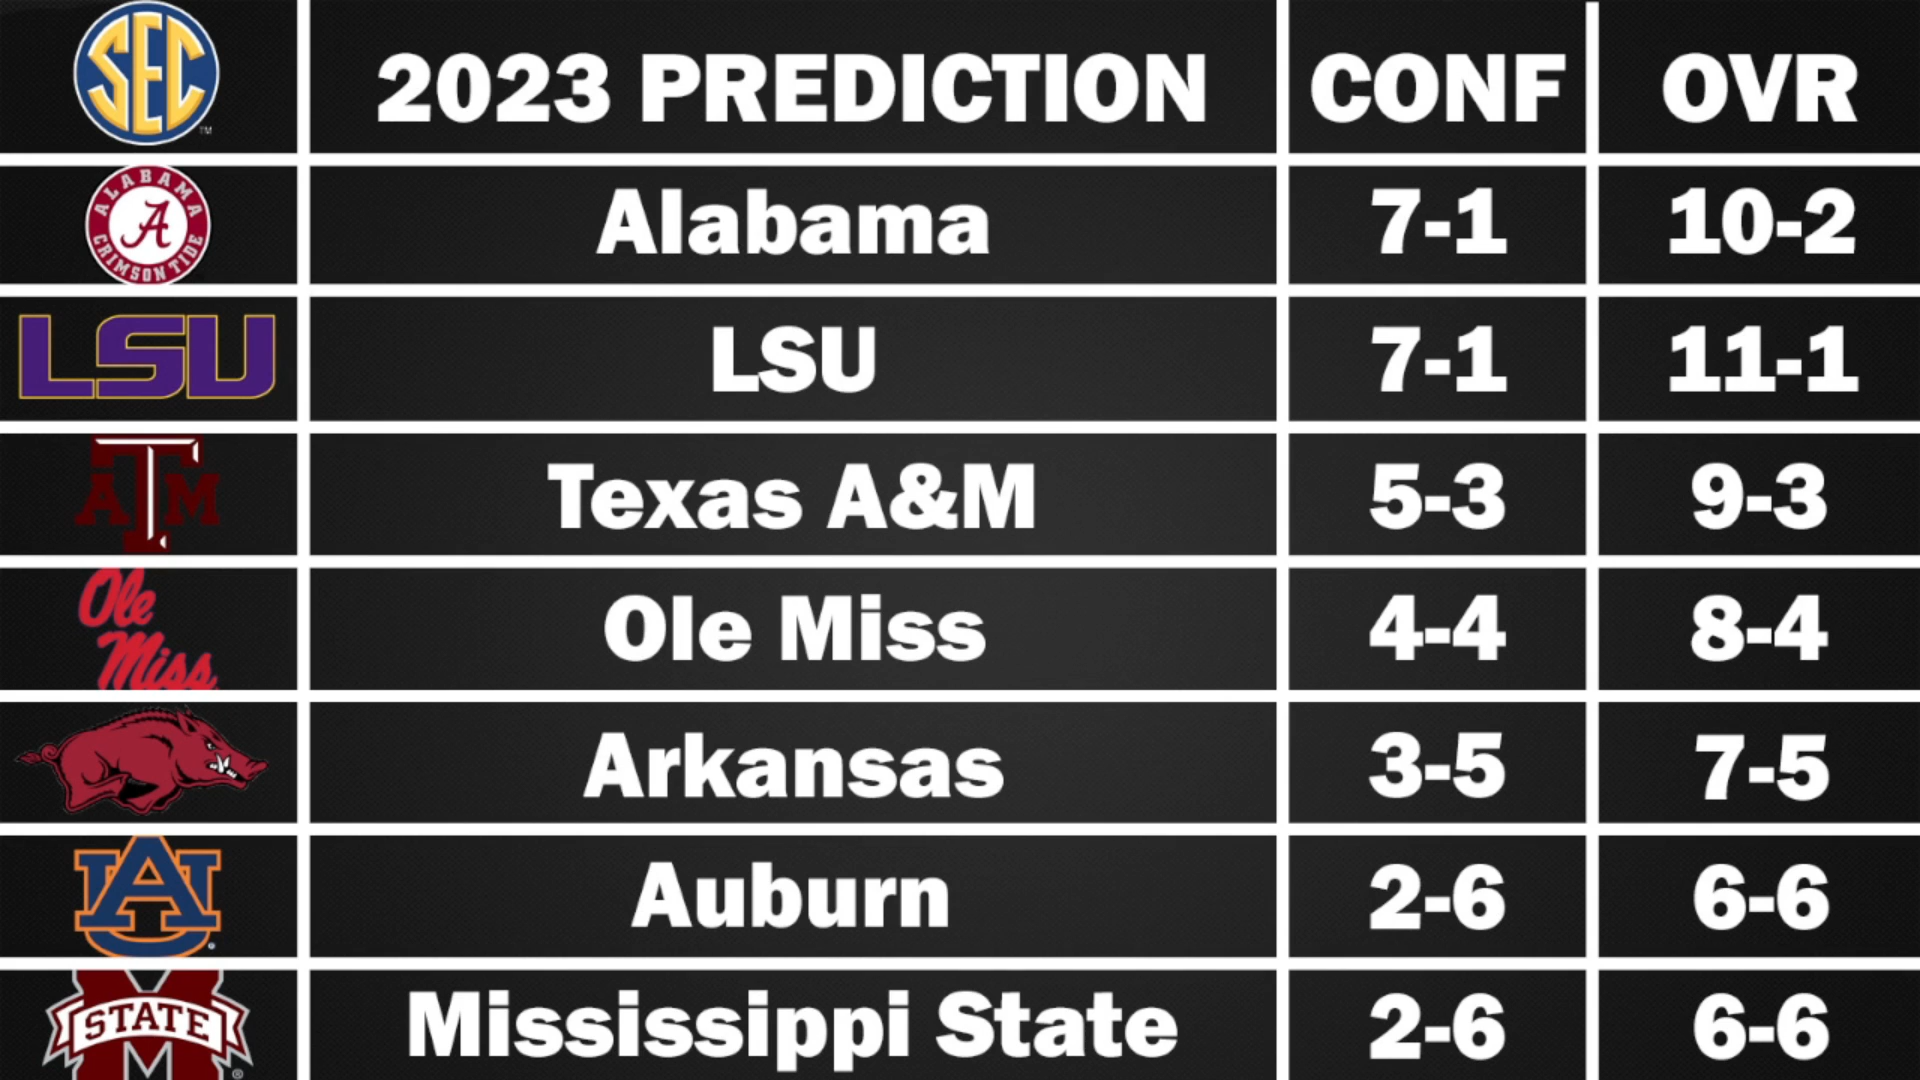 SEC ™ 2023 PREDICTION CONF OVR
ALABAMA A CRIMSON TIDE Alabama 7-1 10-2
LSU LSU 7-1 11-1
ATM Texas A&M 5-3 9-3
Ole Miss Ole Miss 4-4 8-4
Arkansas 3-5 7-5
AU Auburn 2-6 6-6
M STATE ® Mississippi State 2-6 6-6